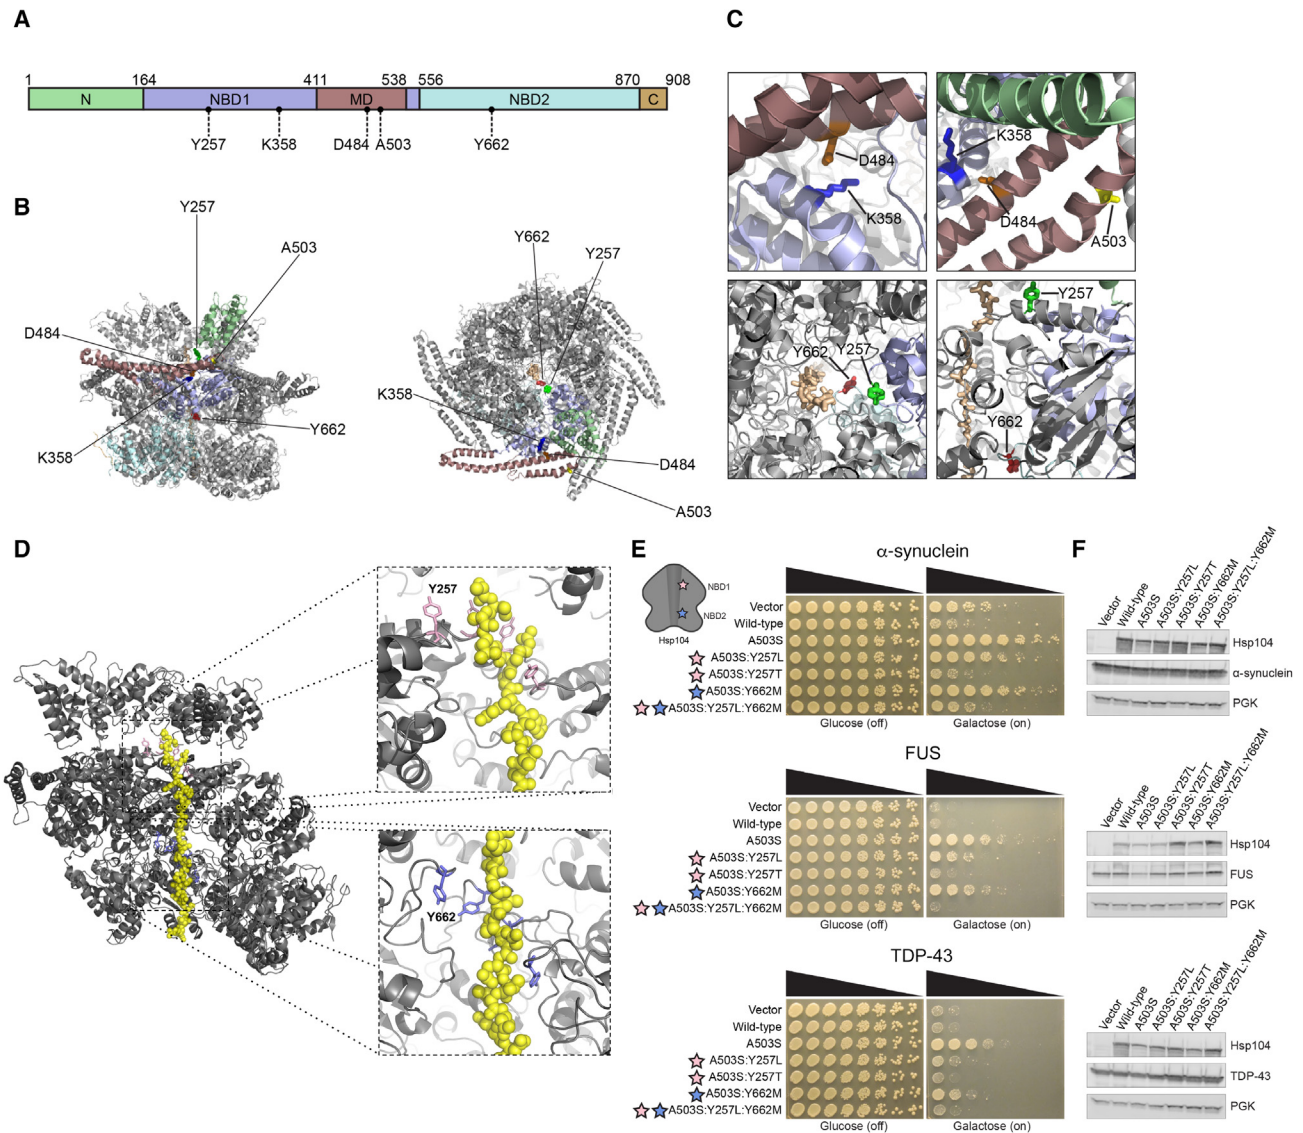 A
1 164 411 538 556 870 908
N NBD1 MD NBD2 C
Y257 K358 D484 A503 Y662
B
Y257
A503
D484
K358
Y662
Y662
Y257
K358
D484
A503
C
D484
K358
K358
D484
A503
Y662 Y257
Y257
Y662
D
Y257
Y662
E
α-synuclein
NBD1
NBD2
Hsp104
Vector
Wild-type
A503S
A503S:Y257L
A503S:Y257T
A503S:Y662M
A503S:Y257L:Y662M
Glucose (off) Galactose (on)
FUS
Vector
Wild-type
A503S
A503S:Y257L
A503S:Y257T
A503S:Y662M
A503S:Y257L:Y662M
Glucose (off) Galactose (on)
TDP-43
Vector
Wild-type
A503S
A503S:Y257L
A503S:Y257T
A503S:Y662M
A503S:Y257L:Y662M
Glucose (off) Galactose (on)
F
Vector
Wild-type
A503S
A503S:Y257L
A503S:Y257T
A503S:Y662M
A503S:Y257L:Y662M
Hsp104
α-synuclein
PGK
Vector
Wild-type
A503S
A503S:Y257L
A503S:Y257T
A503S:Y662M
A503S:Y257L:Y662M
Hsp104
FUS
PGK
Vector
Wild-type
A503S
A503S:Y257L
A503S:Y257T
A503S:Y662M
A503S:Y257L:Y662M
Hsp104
TDP-43
PGK